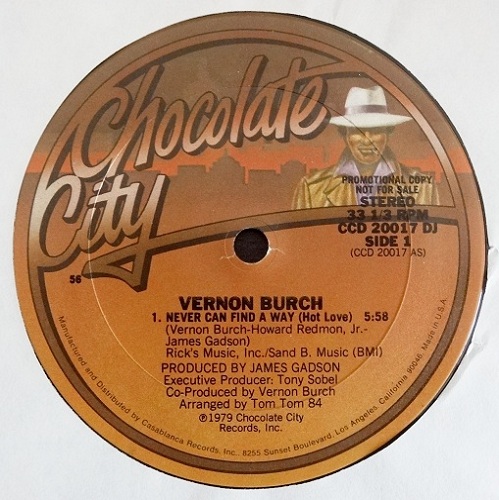 Chocolate
City
PROMOTIONAL COPY
NOT FOR SALE
STEREO
33 1/3 RPM
CCD 20017 DJ
SIDE 1
(CCD 20017 AS)
56
VERNON BURCH
1. NEVER CAN FIND A WAY (Hot Love) 5:58
(Vernon Burch-Howard Redmon, Jr.-
James Gadson)
Rick's Music, Inc./Sand B. Music (BMI)
PRODUCED BY JAMES GADSON
Executive Producer: Tony Sobel
Co-Produced by Vernon Burch
Arranged by Tom Tom 84
℗1979 Chocolate City
Records, Inc.
Manufactured and Distributed by Casablanca Records, Inc. 8255 Sunset Boulevard, Los Angeles, California 90046. Made in U.S.A.